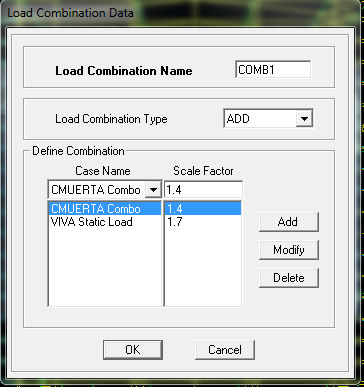 Load Combination Data
Load Combination Name COMB1
Load Combination Type ADD
Define Combination
Case Name Scale Factor
CMUERTA Combo 1.4
CMUERTA Combo 1.4
VIVA Static Load 1.7
Add
Modify
Delete
OK Cancel